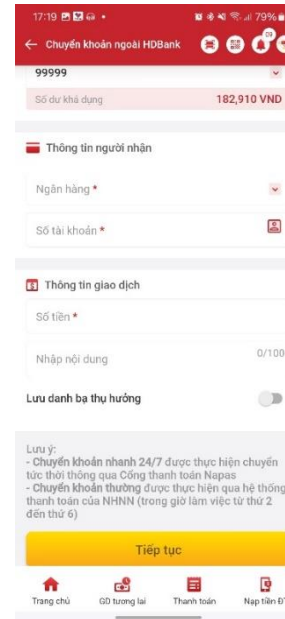 17:19
79%
Chuyển khoản ngoài HDBank
99999
Số dư khả dụng
182,910 VND
Thông tin người nhận
Ngân hàng *
Số tài khoản *
Thông tin giao dịch
Số tiền *
Nhập nội dung
0/100
Lưu danh bạ thụ hưởng
Lưu ý:
- Chuyển khoản nhanh 24/7 được thực hiện chuyển
tức thời thông qua Cổng thanh toán Napas
- Chuyển khoản thường được thực hiện qua hệ thống
thanh toán của NHNN (trong giờ làm việc từ thứ 2
đến thứ 6)
Tiếp tục
Trang chủ
GD tương lai
Thanh toán
Nạp tiền Đ